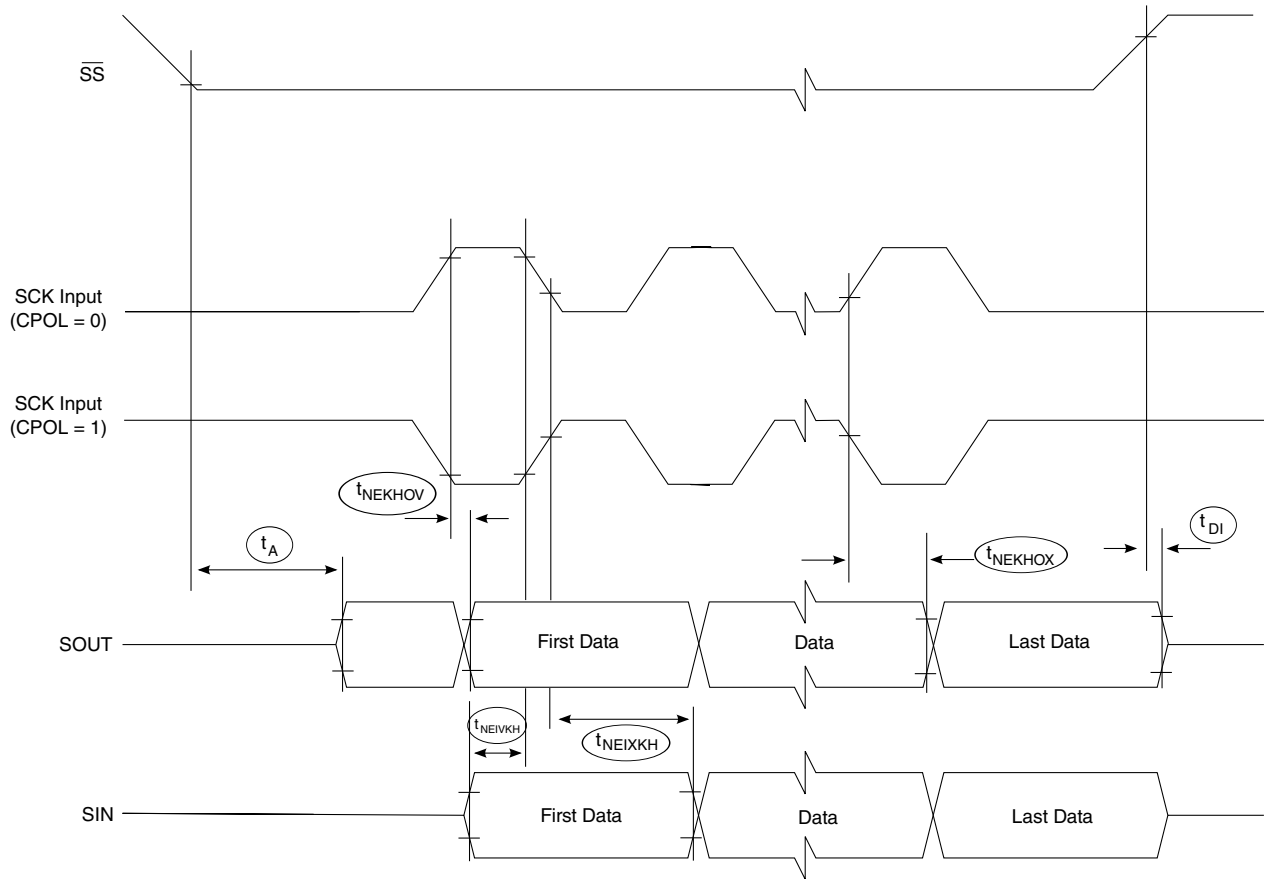 SS
SCK Input
(CPOL = 0)
SCK Input
(CPOL = 1)
tNEKHOV
tA
tDI
tNEKHOX
SOUT
First Data
Data
Last Data
tNEIVKH
tNEIXKH
SIN
First Data
Data
Last Data